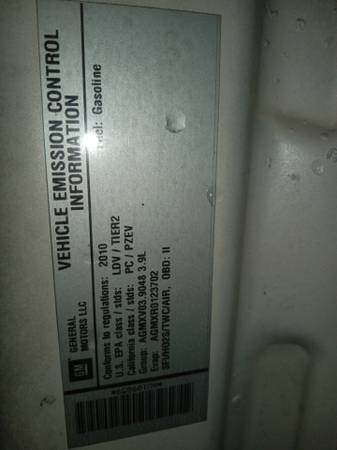 GM
GENERAL
MOTORS LLC
VEHICLE EMISSION CONTROL
INFORMATION
Conforms to regulations: 2010
Fuel: Gasoline
U.S. EPA class / stds: LDV / TIER2
California class / stds: PC / PZEV
Group: AGMXV03.9048 3.9L
Evap: AGMXR0123702
SFI/HO2S/TWC/AIR, OBD: II